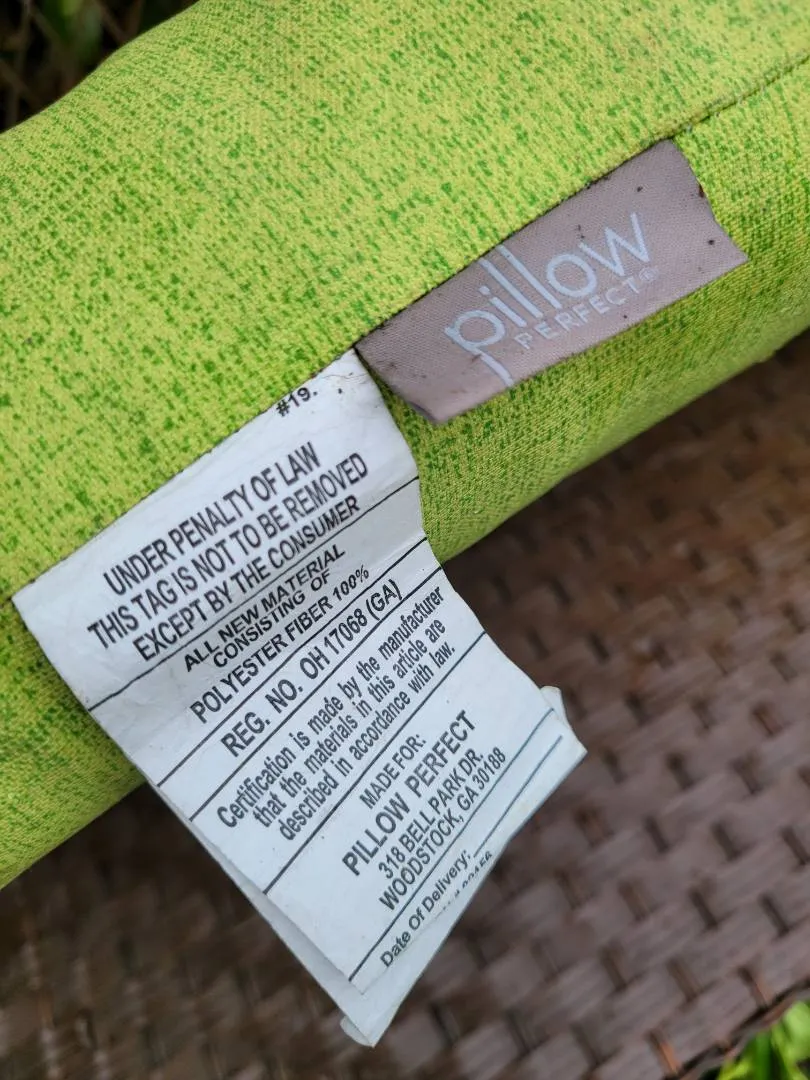 pillow
PERFECT®
#19.
UNDER PENALTY OF LAW
THIS TAG IS NOT TO BE REMOVED
EXCEPT BY THE CONSUMER
ALL NEW MATERIAL
CONSISTING OF
POLYESTER FIBER 100%
REG. NO. OH 17068 (GA)
Certification is made by the manufacturer
that the materials in this article are
described in accordance with law.
MADE FOR:
PILLOW PERFECT
318 BELL PARK DR.
WOODSTOCK, GA 30188
Date Of Delivery: